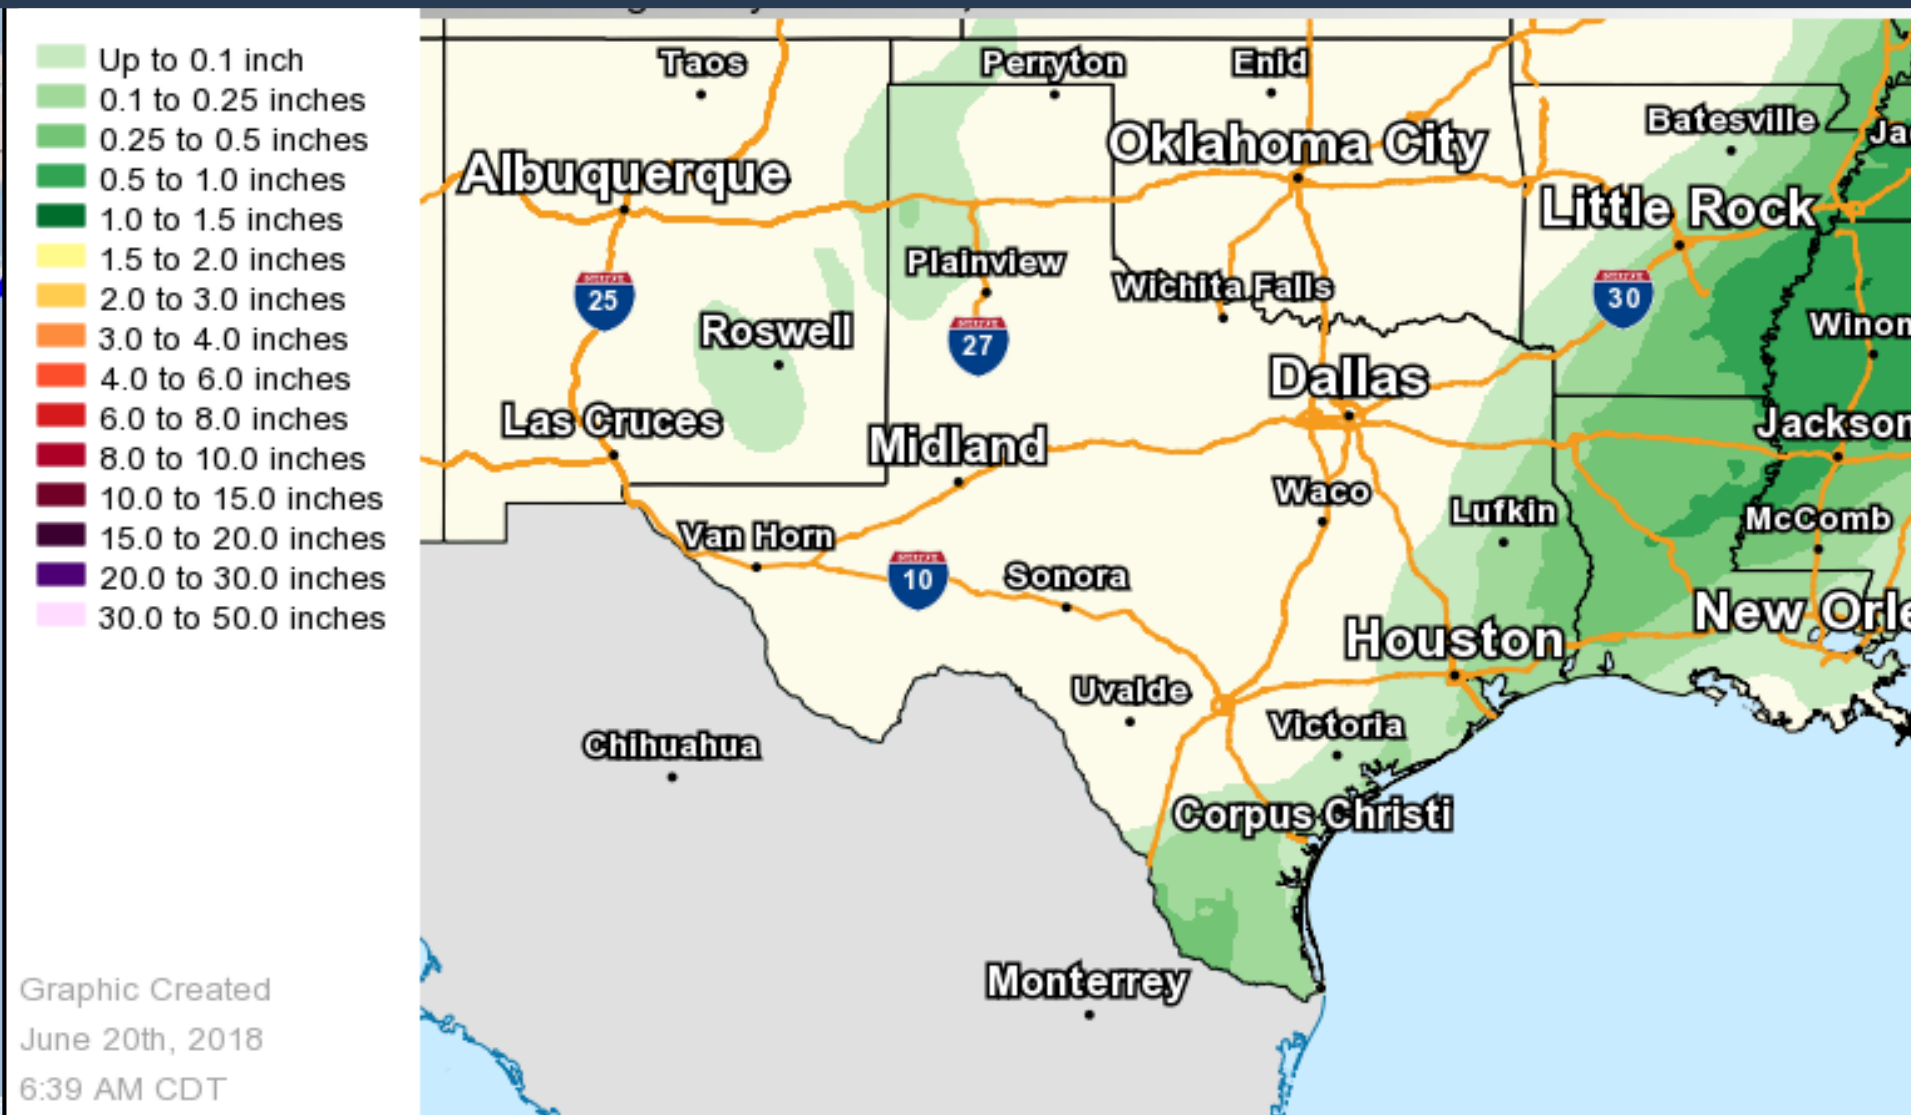 Up to 0.1 inch
0.1 to 0.25 inches
0.25 to 0.5 inches
0.5 to 1.0 inches
1.0 to 1.5 inches
1.5 to 2.0 inches
2.0 to 3.0 inches
3.0 to 4.0 inches
4.0 to 6.0 inches
6.0 to 8.0 inches
8.0 to 10.0 inches
10.0 to 15.0 inches
15.0 to 20.0 inches
20.0 to 30.0 inches
30.0 to 50.0 inches
Graphic Created
June 20th, 2018
6:39 AM CDT
Taos
Perryton
Enid
Batesville
Ja
Oklahoma City
Albuquerque
Little Rock
Plainview
Wichita Falls
25
30
Roswell
27
Winon
Dallas
Las Cruces
Midland
Jackson
Waco
Lufkin
McComb
Van Horn
10
Sonora
New Orle
Houston
Uvalde
Victoria
Chihuahua
Corpus Christi
Monterrey